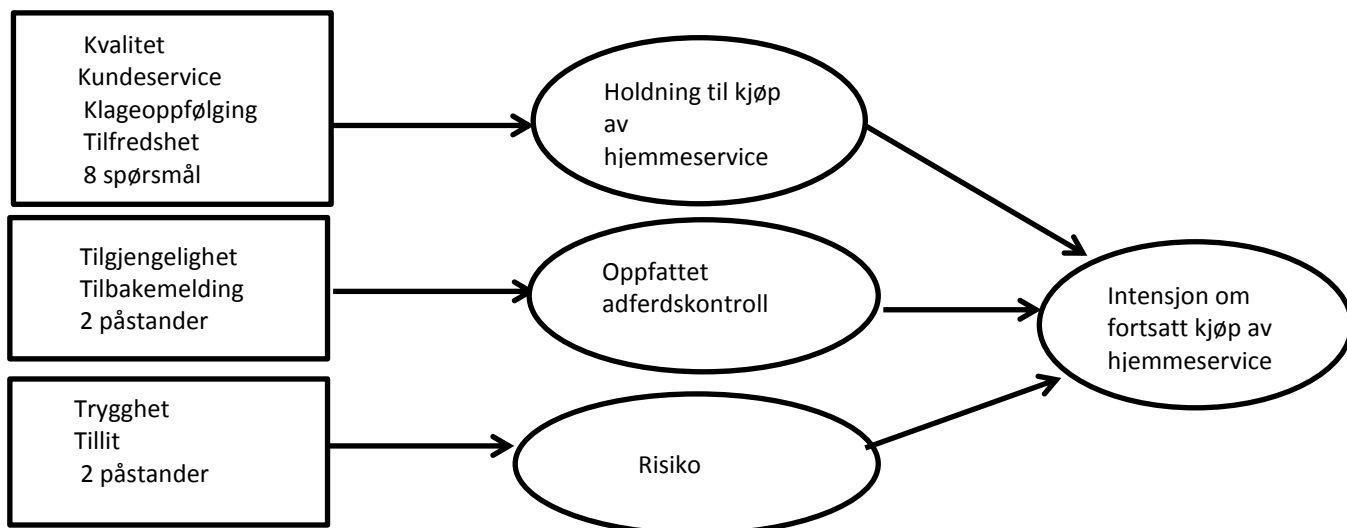 Kvalitet
Kundeservice
Klageoppfølging
Tilfredshet
8 spørsmål
Holdning til kjøp
av
hjemmeservice
Tilgjengelighet
Tilbakemelding
2 påstander
Oppfattet
adferdskontroll
Intensjon om
fortsatt kjøp av
hjemmeservice
Trygghet
Tillit
2 påstander
Risiko